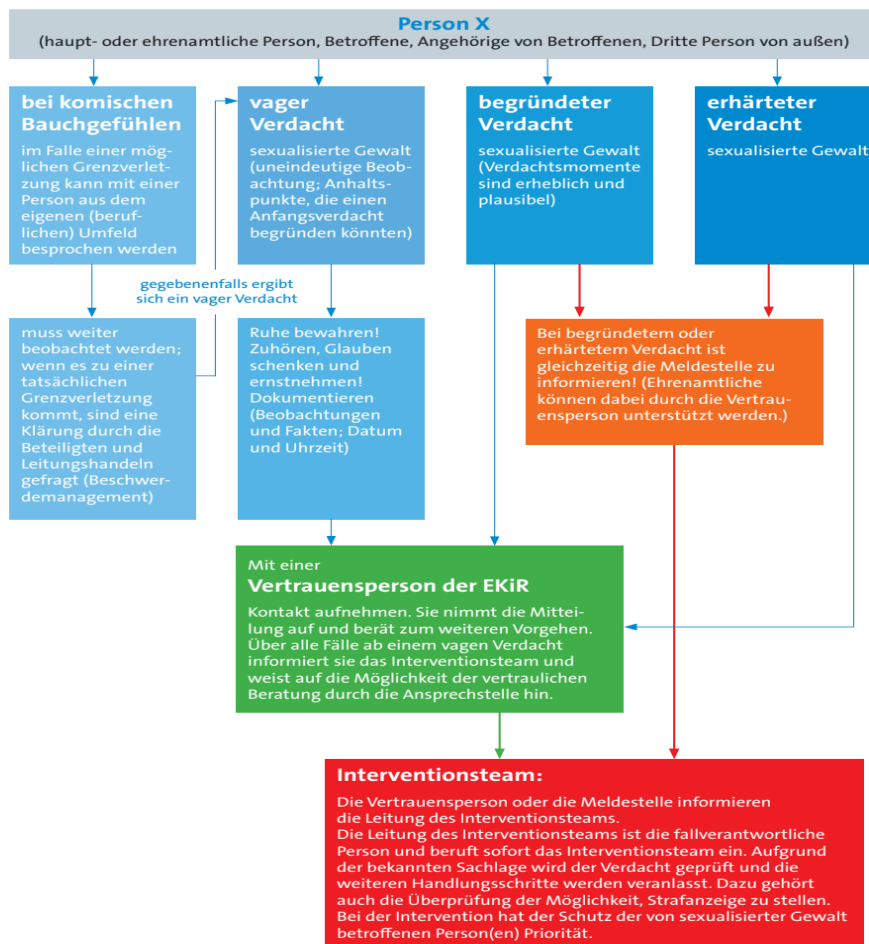 Person X
(haupt- oder ehrenamtliche Person, Betroffene, Angehörige von Betroffenen, Dritte Person von außen)
bei komischen
Bauchgefühlen
im Falle einer mög-
lichen Grenzverlet-
zung kann mit einer
Person aus dem
eigenen (beruf-
lichen) Umfeld
besprochen werden
vager
Verdacht
sexualisierte Gewalt
(uneindeutige Beob-
achtung; Anhalts-
punkte, die einen
Anfangsverdacht
begründen könnten)
begründeter
Verdacht
sexualisierte Gewalt
(Verdachtsmomente
sind erheblich und
plausibel)
erhärteter
Verdacht
sexualisierte Gewalt
gegebenenfalls ergibt
sich ein vager Verdacht
muss weiter
beobachtet werden;
wenn es zu einer
tatsächlichen
Grenzverletzung
kommt, sind eine
Klärung durch die
Beteiligten und
Leitungshandeln
gefragt (Beschwer-
demanagement)
Ruhe bewahren!
Zuhören, Glauben
schenken und
ernstnehmen!
Dokumentieren
(Beobachtungen
und Fakten; Datum
und Uhrzeit)
Bei begründetem oder
erhärtetem Verdacht ist
gleichzeitig die Meldestelle zu
informieren! (Ehrenamtliche
können dabei durch die Vertrau-
ensperson unterstützt werden.)
Mit einer
Vertrauensperson der EKiR
Kontakt aufnehmen. Sie nimmt die Mittei-
lung auf und berät zum weiteren Vorgehen.
Über alle Fälle ab einem vagen Verdacht
informiert sie das Interventionsteam und
weist auf die Möglichkeit der vertraulichen
Beratung durch die Ansprechstelle hin.
Interventionsteam:
Die Vertrauensperson oder die Meldestelle informieren
die Leitung des Interventionsteams.
Die Leitung des Interventionsteams ist die fallverantwortliche
Person und beruft sofort das Interventionsteam ein. Aufgrund
der bekannten Sachlage wird der Verdacht geprüft und die
weiteren Handlungsschritte werden veranlasst. Dazu gehört
auch die Überprüfung der Möglichkeit, Strafanzeige zu stellen.
Bei der Intervention hat der Schutz der von sexualisierter Gewalt
betroffenen Person(en) Priorität.